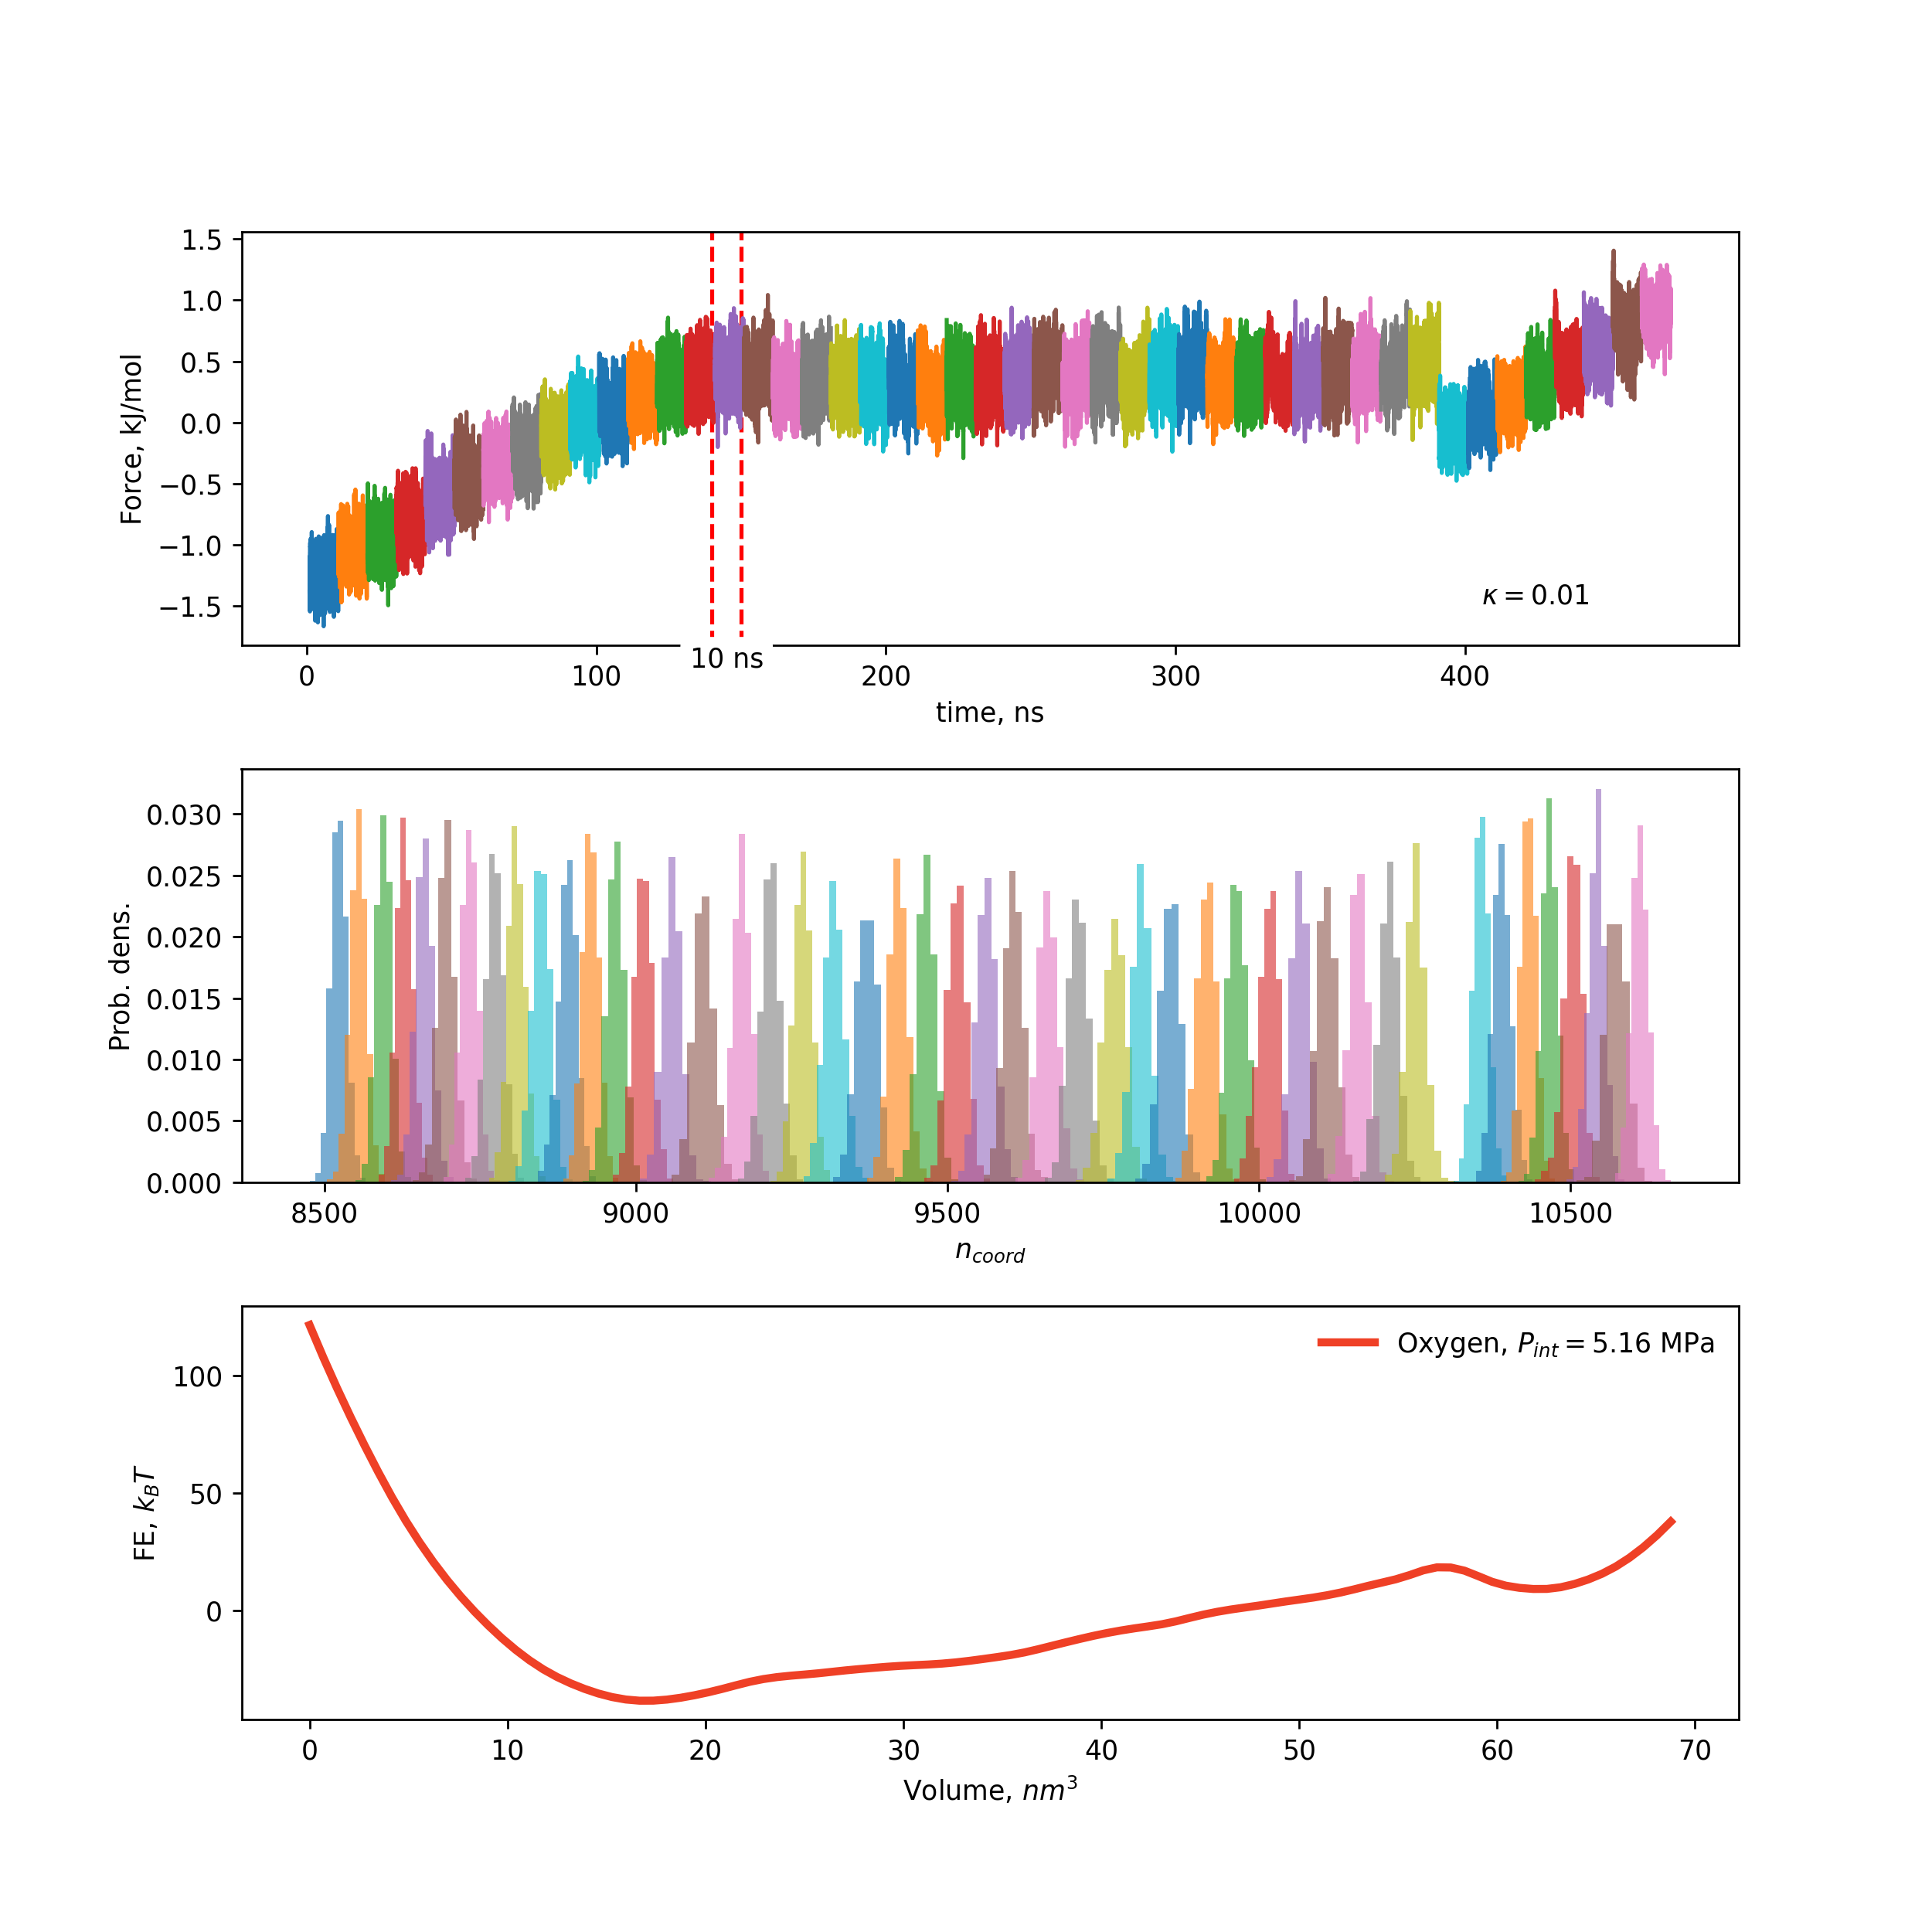 1.5
1.0
0.5
0.0
−0.5
−1.0
−1.5
Force, kJ/mol
κ = 0.01
10 ns
0 100 200 300 400
time, ns
0.030
0.025
0.020
0.015
0.010
0.005
0.000
Prob. dens.
8500 9000 9500 10000 10500
n_coord
Oxygen, P_int = 5.16 MPa
100
50
0
FE, k_BT
0 10 20 30 40 50 60 70
Volume, nm³